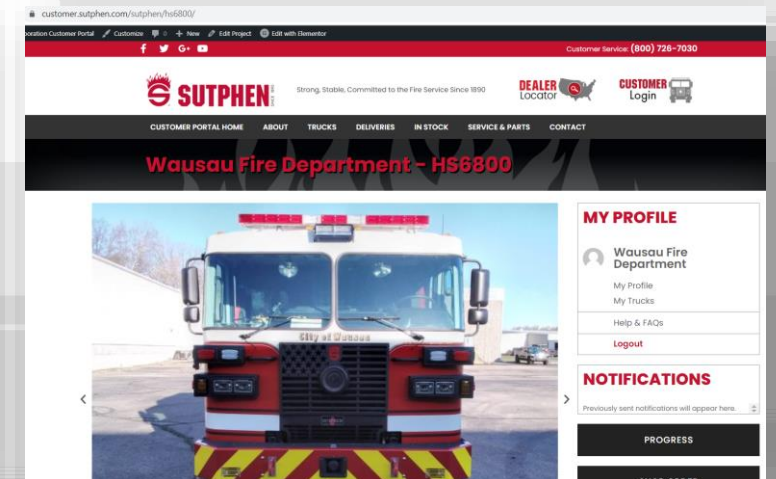 customer.sutphen.com/sutphen/hs6800/
oration Customer Portal Customize 0 + New Edit Project Edit with Elementor
f G+ Customer Service: (800) 726-7030
SUTPHEN Strong, Stable, Committed to the Fire Service Since 1890
DEALER
Locator
CUSTOMER
Login
CUSTOMER PORTAL HOME ABOUT TRUCKS DELIVERIES IN STOCK SERVICE & PARTS CONTACT
Wausau Fire Department - HS6800
City of Wausau
MY PROFILE
Wausau Fire
Department
My Profile
My Trucks
Help & FAQs
Logout
NOTIFICATIONS
Previously sent notifications will appear here.
PROGRESS